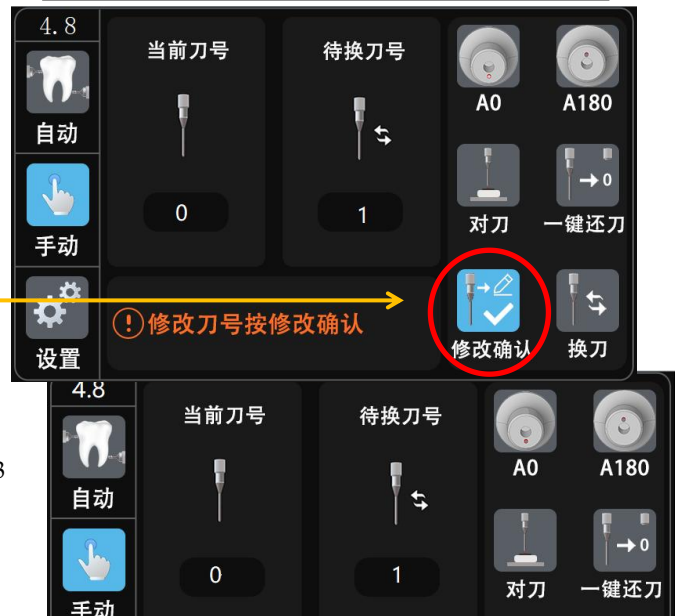 4.8
当前刀号
待换刀号
A0
A180
自动
0
1
→0
对刀
一键还刀
手动
!修改刀号按修改确认
修改确认
换刀
设置
4.8
当前刀号
待换刀号
A0
A180
3
自动
0
1
→0
对刀
一键还刀
手动